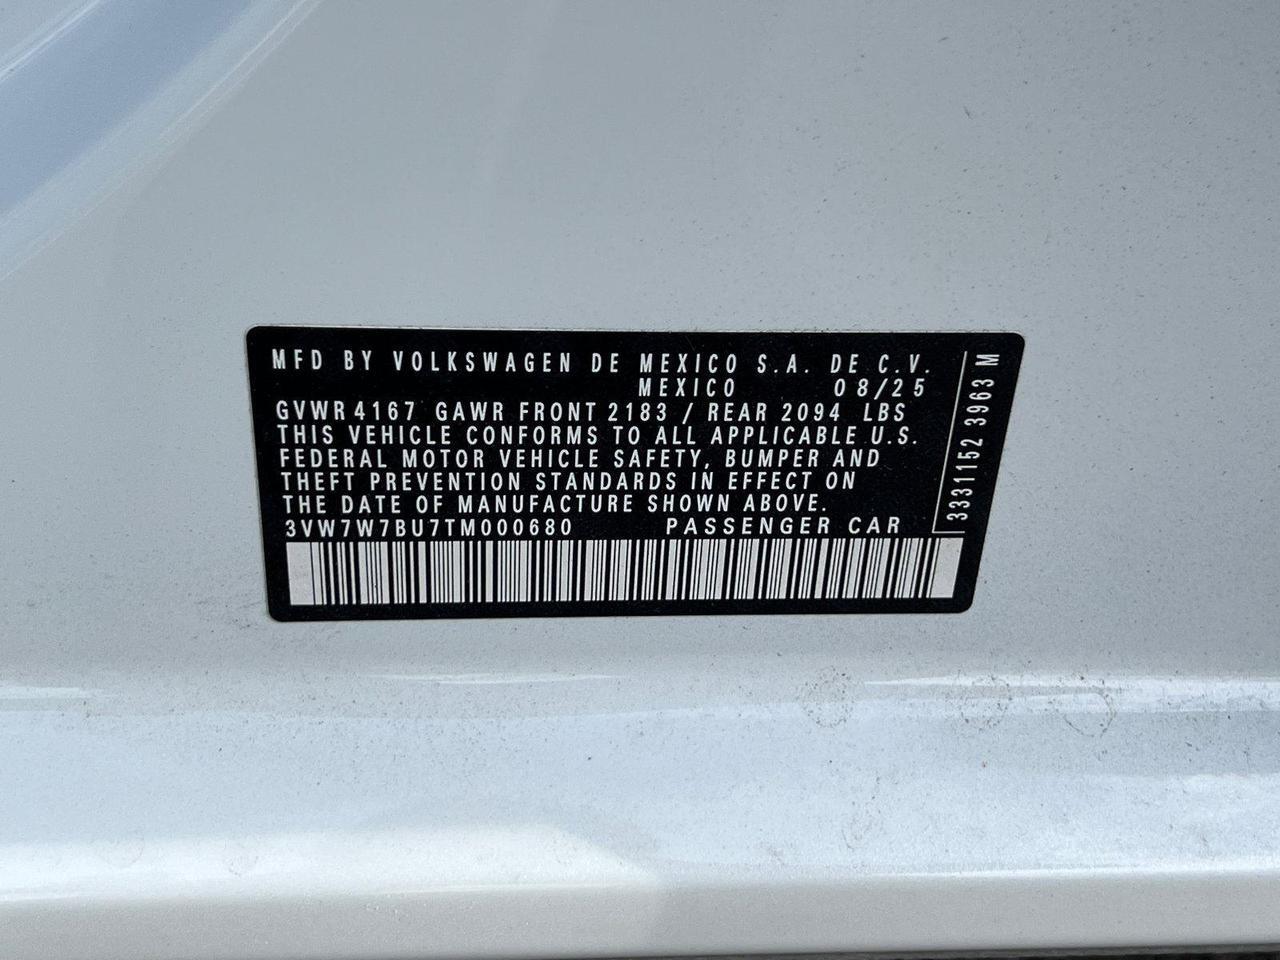 MFD BY VOLKSWAGEN DE MEXICO S.A. DE C.V.
MEXICO 08/25
GVWR 4167 GAWR FRONT 2183 / REAR 2094 LBS
THIS VEHICLE CONFORMS TO ALL APPLICABLE U.S.
FEDERAL MOTOR VEHICLE SAFETY, BUMPER AND
THEFT PREVENTION STANDARDS IN EFFECT ON
THE DATE OF MANUFACTURE SHOWN ABOVE.
3VW7W7BU7TM000680 PASSENGER CAR
3331152 3963 M